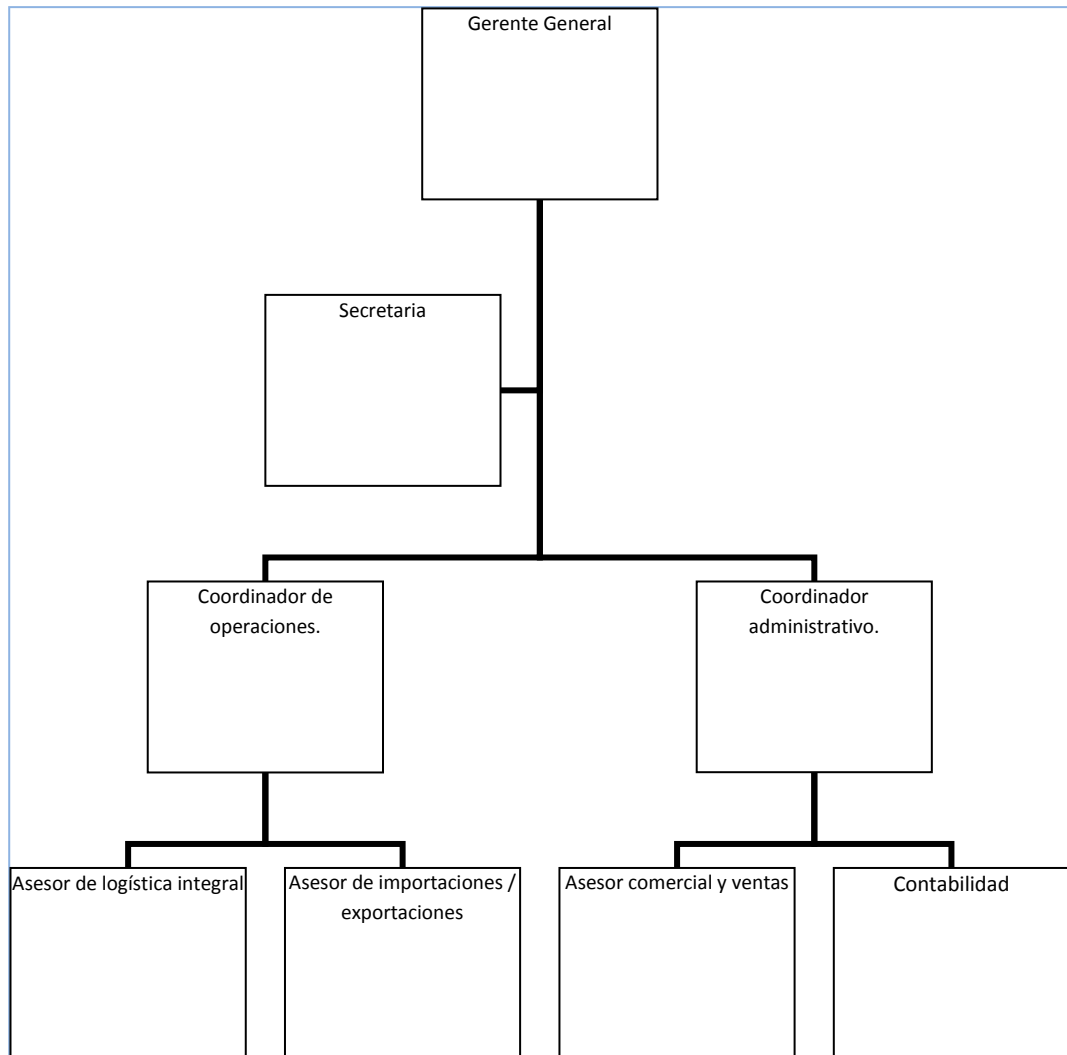 Gerente General
Secretaria
Coordinador de
operaciones.
Coordinador
administrativo.
Asesor de logística integral
Asesor de importaciones /
exportaciones
Asesor comercial y ventas
Contabilidad